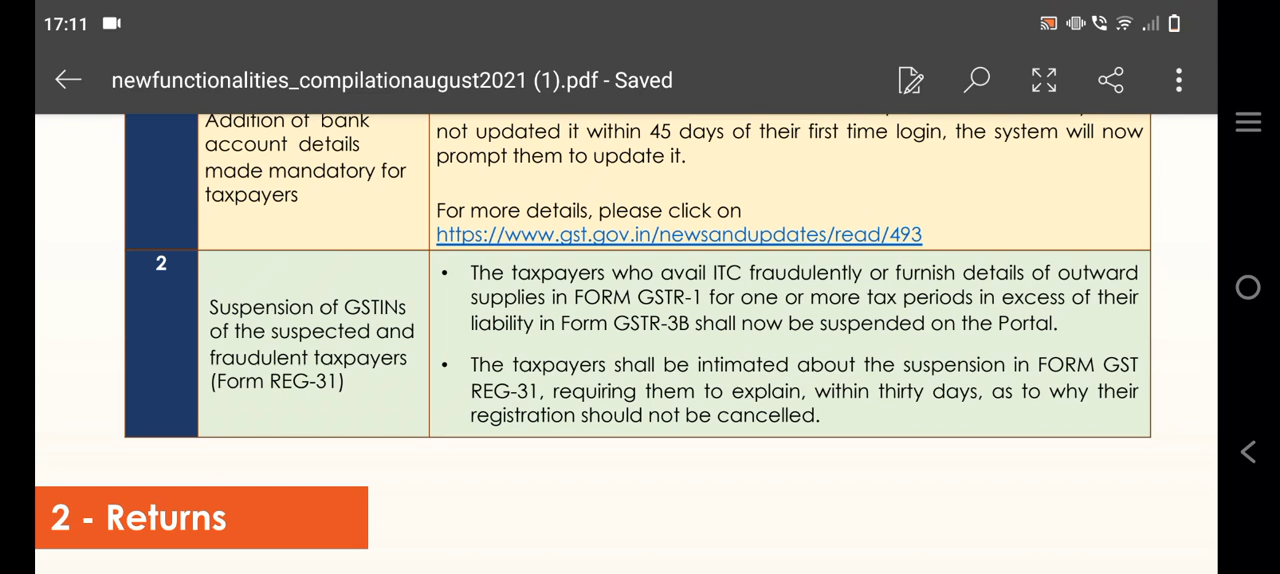 17:11
newfunctionalities_compilationaugust2021 (1).pdf - Saved
Addition of bank
account details
made mandatory for
taxpayers
not updated it within 45 days of their first time login, the system will now
prompt them to update it.
For more details, please click on
https://www.gst.gov.in/newsandupdates/read/493
2
Suspension of GSTINs
of the suspected and
fraudulent taxpayers
(Form REG-31)
• The taxpayers who avail ITC fraudulently or furnish details of outward
supplies in FORM GSTR-1 for one or more tax periods in excess of their
liability in Form GSTR-3B shall now be suspended on the Portal.
• The taxpayers shall be intimated about the suspension in FORM GST
REG-31, requiring them to explain, within thirty days, as to why their
registration should not be cancelled.
2 - Returns